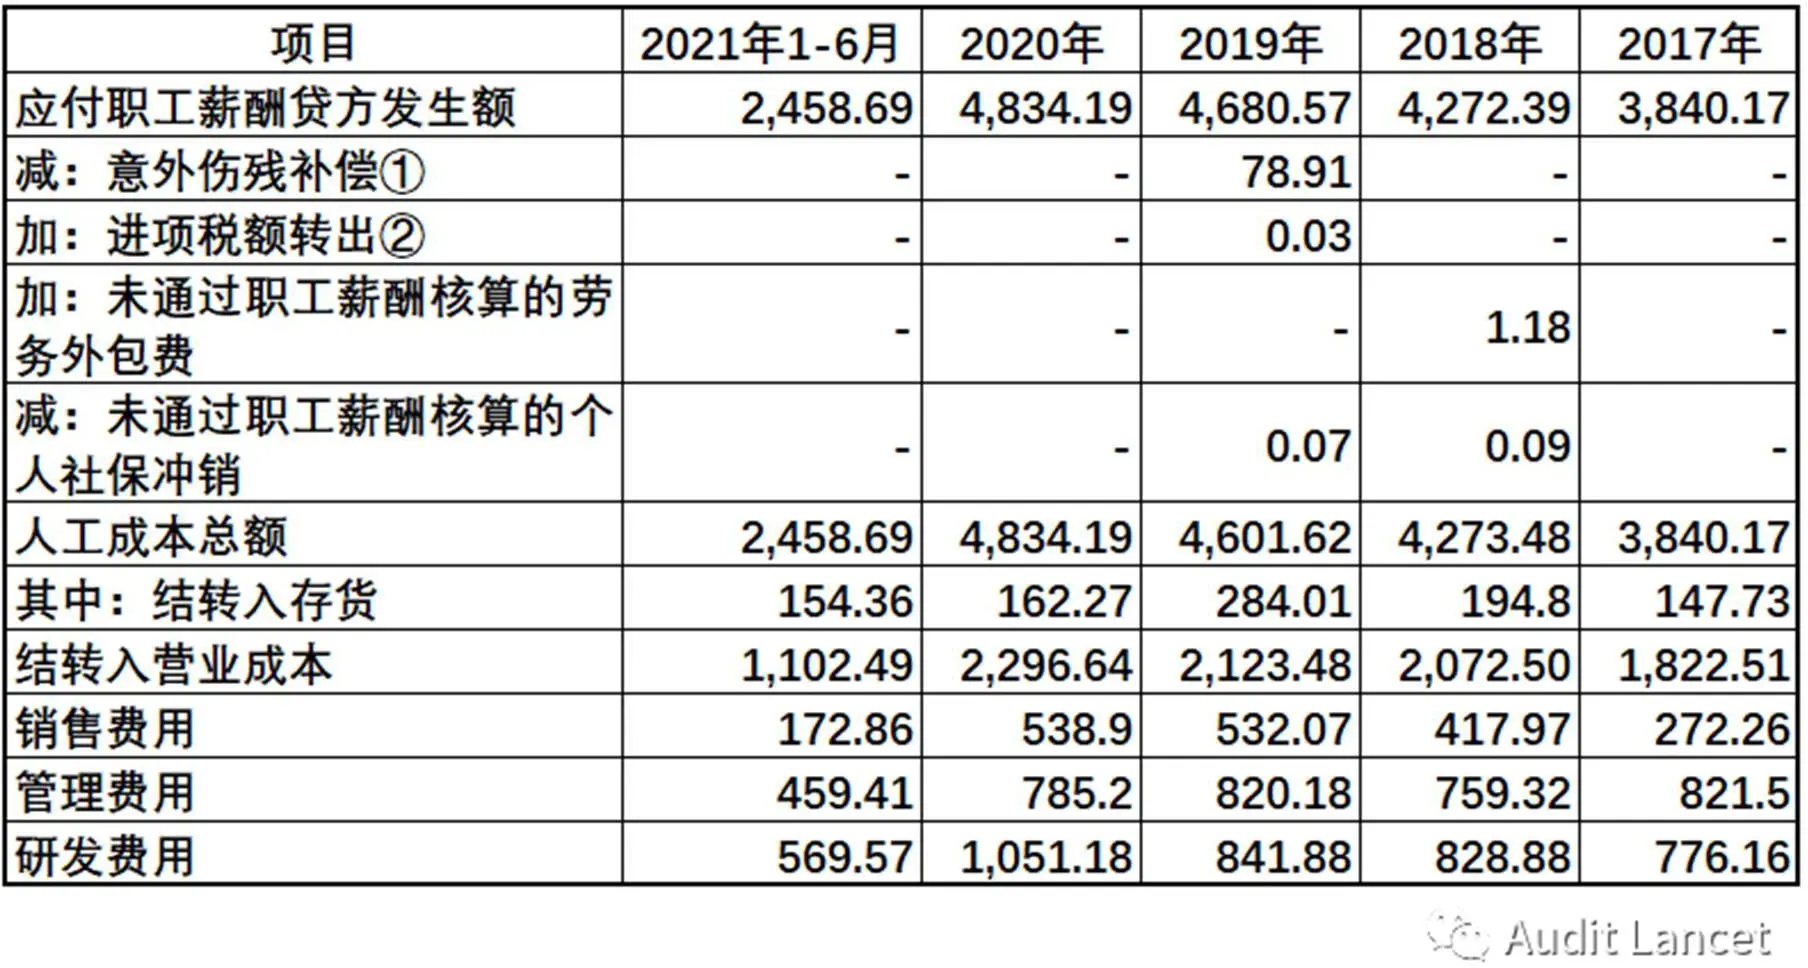 项目 2021年1-6月 2020年 2019年 2018年 2017年
应付职工薪酬贷方发生额 2,458.69 4,834.19 4,680.57 4,272.39 3,840.17
减：意外伤残补偿① - - 78.91 - -
加：进项税额转出② - - 0.03 - -
加：未通过职工薪酬核算的劳
务外包费 - - - 1.18 -
减：未通过职工薪酬核算的个
人社保冲销 - - 0.07 0.09 -
人工成本总额 2,458.69 4,834.19 4,601.62 4,273.48 3,840.17
其中：结转入存货 154.36 162.27 284.01 194.8 147.73
结转入营业成本 1,102.49 2,296.64 2,123.48 2,072.50 1,822.51
销售费用 172.86 538.9 532.07 417.97 272.26
管理费用 459.41 785.2 820.18 759.32 821.5
研发费用 569.57 1,051.18 841.88 828.88 776.16
Audit Lancet